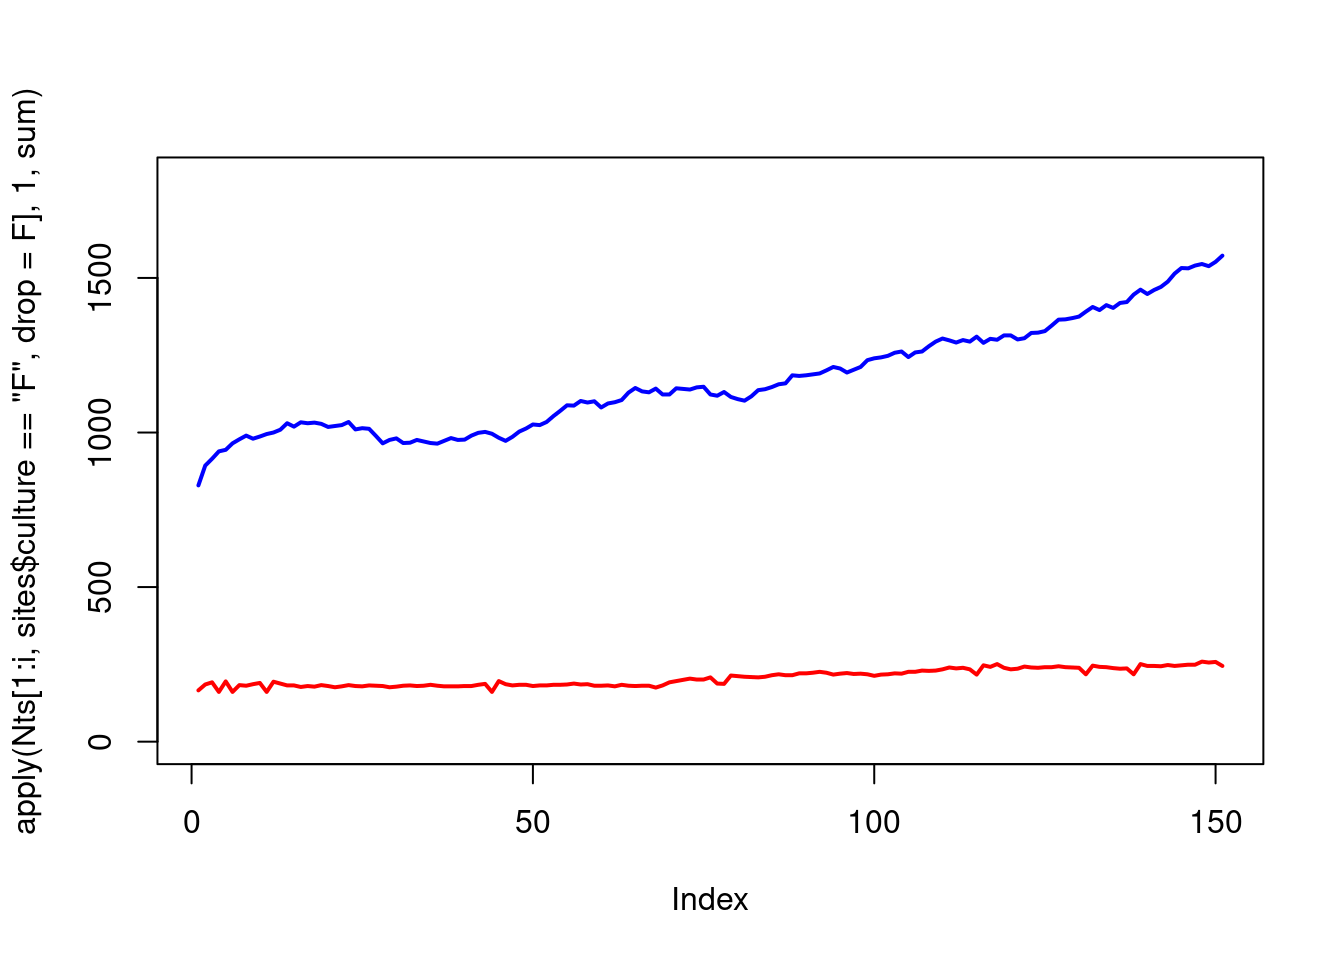 apply(Nts[1:i, sites$culture == "F", drop = F], 1, sum)
1500
1000
500
0
0 50 100 150
Index